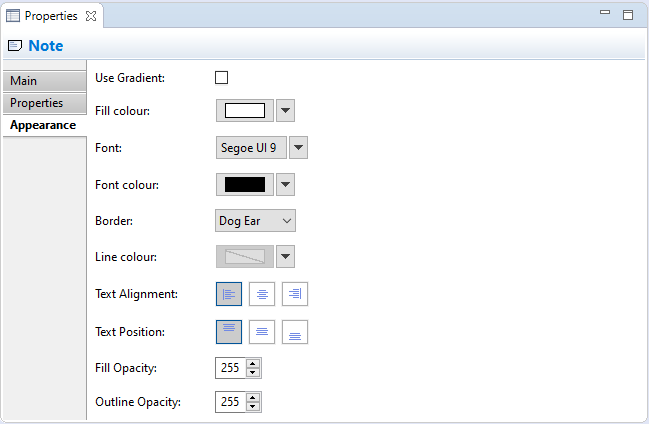 Properties
Note
Main
Properties
Appearance
Use Gradient:
Fill colour:
Font: Segoe UI 9
Font colour:
Border: Dog Ear
Line colour:
Text Alignment:
Text Position:
Fill Opacity: 255
Outline Opacity: 255